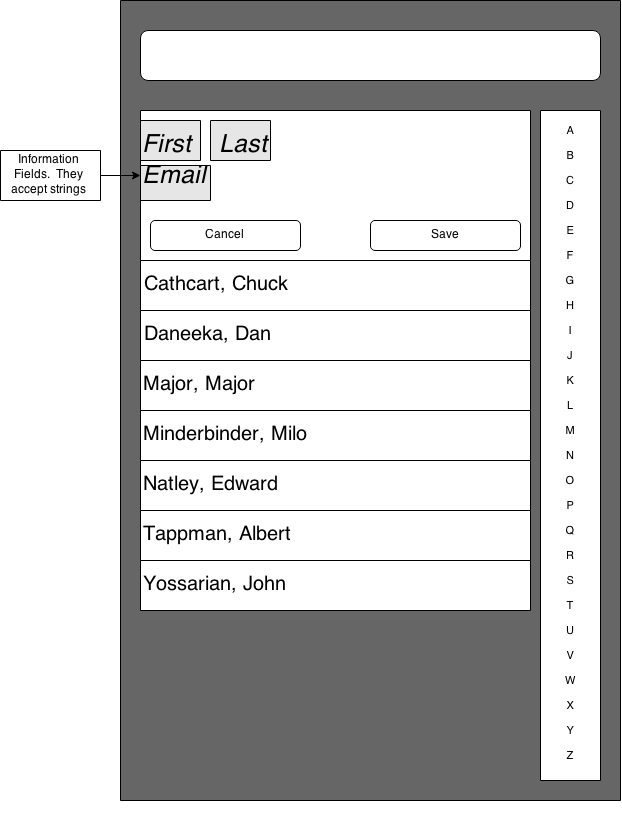 Information
Fields. They
accept strings
First Last
Email
Cancel Save
Cathcart, Chuck
Daneeka, Dan
Major, Major
Minderbinder, Milo
Natley, Edward
Tappman, Albert
Yossarian, John
A
B
C
D
E
F
G
H
I
J
K
L
M
N
O
P
Q
R
S
T
U
V
W
X
Y
Z